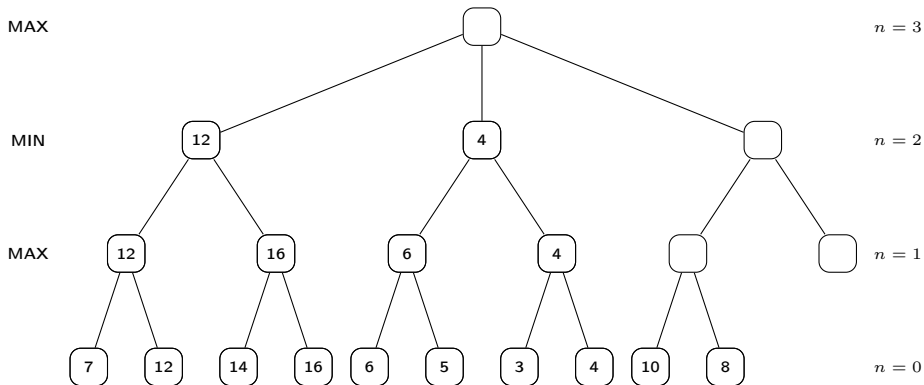 MAX n = 3
MIN 12 4 n = 2
MAX 12 16 6 4 n = 1
7 12 14 16 6 5 3 4 10 8 n = 0